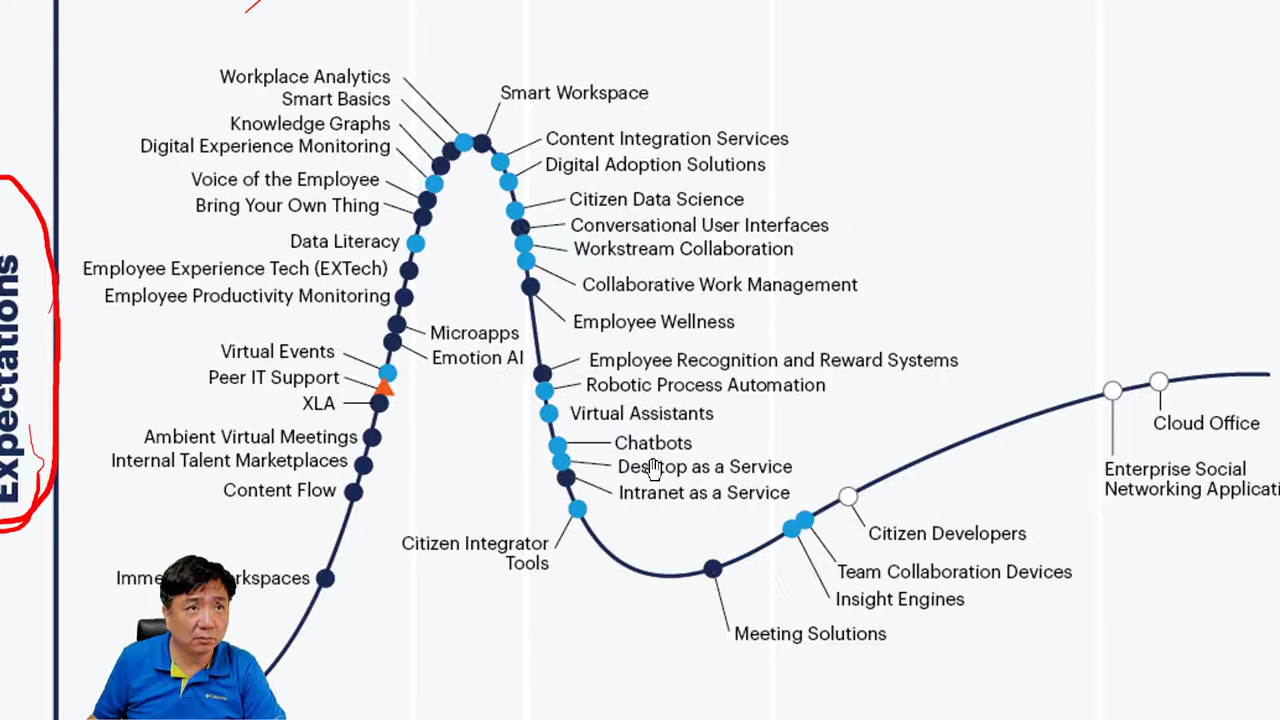 Expectations
Workplace Analytics
Smart Basics
Knowledge Graphs
Digital Experience Monitoring
Voice of the Employee
Bring Your Own Thing
Data Literacy
Employee Experience Tech (EXTech)
Employee Productivity Monitoring
Microapps
Emotion AI
Virtual Events
Peer IT Support
XLA
Ambient Virtual Meetings
Internal Talent Marketplaces
Content Flow
Smart Workspace
Content Integration Services
Digital Adoption Solutions
Citizen Data Science
Conversational User Interfaces
Workstream Collaboration
Collaborative Work Management
Employee Wellness
Employee Recognition and Reward Systems
Robotic Process Automation
Virtual Assistants
Chatbots
Desktop as a Service
Intranet as a Service
Citizen Integrator
Tools
Meeting Solutions
Insight Engines
Team Collaboration Devices
Citizen Developers
Enterprise Social
Networking
Cloud Office
Columbia